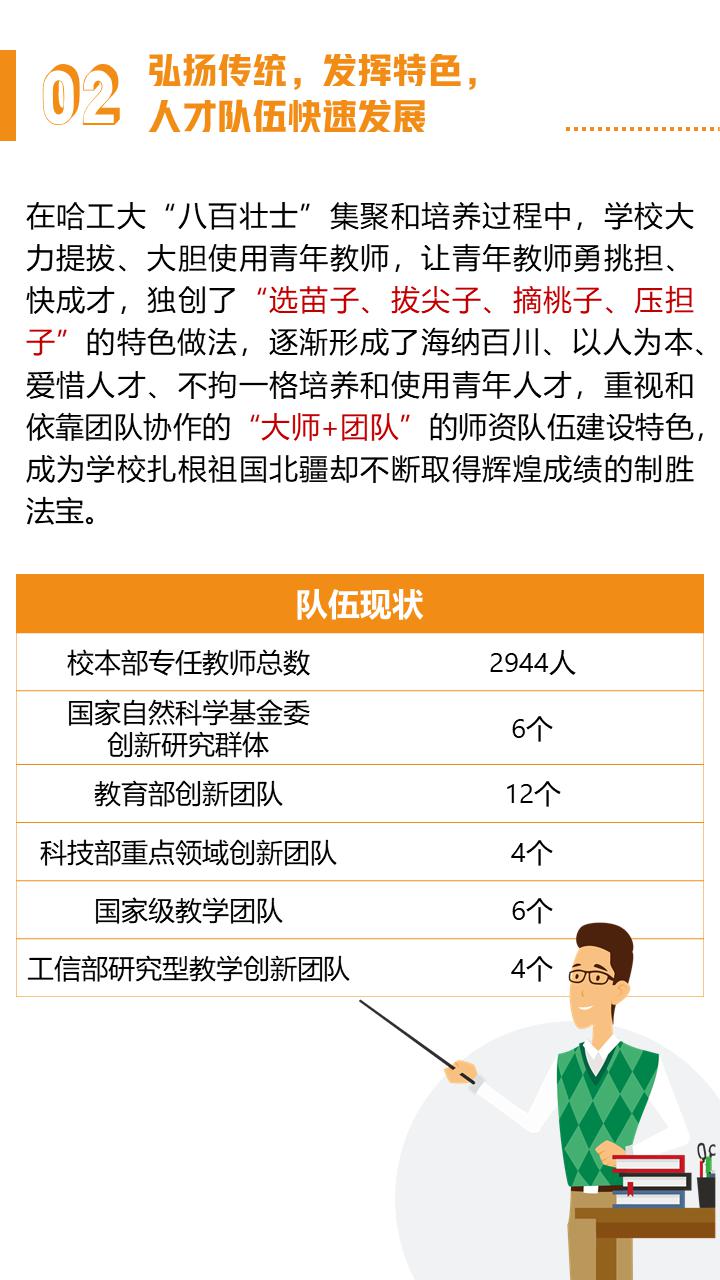 02
弘扬传统，发挥特色，
人才队伍快速发展
在哈工大“八百壮士”集聚和培养过程中，学校大
力提拔、大胆使用青年教师，让青年教师勇挑担、
快成才，独创了“选苗子、拔尖子、摘桃子、压担
子”的特色做法，逐渐形成了海纳百川、以人为本、
爱惜人才、不拘一格培养和使用青年人才，重视和
依靠团队协作的“大师+团队”的师资队伍建设特色，
成为学校扎根祖国北疆却不断取得辉煌成绩的制胜
法宝。
队伍现状
校本部专任教师总数 2944人
国家自然科学基金委
创新研究群体 6个
教育部创新团队 12个
科技部重点领域创新团队 4个
国家级教学团队 6个
工信部研究型教学创新团队 4个